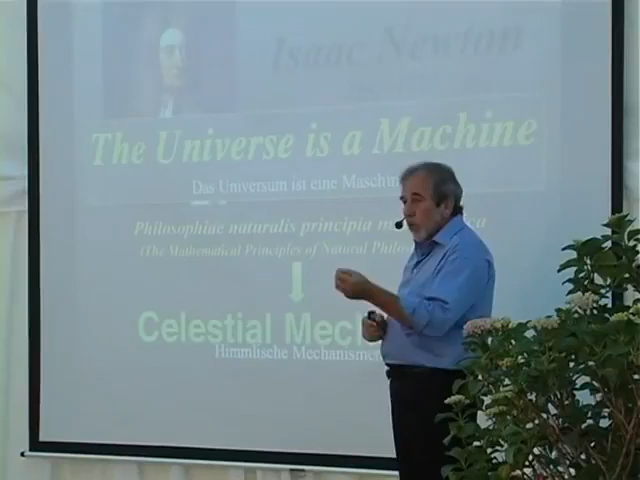 Isaac Newton
The Universe is a Machine
Das Universum ist eine Maschin
Philosophiae naturalis principia m
(The Mathematical Principles of Natural Philo
Celestial Mech
Himmlische Mechanismen